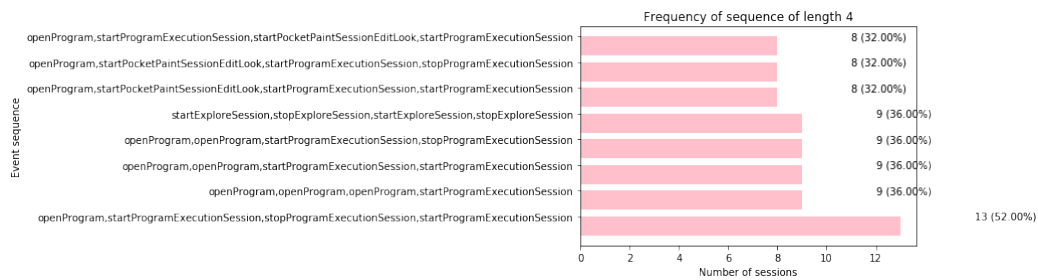 Frequency of sequence of length 4
openProgram,startProgramExecutionSession,startPocketPaintSessionEditLook,startProgramExecutionSession
8 (32.00%)
openProgram,startPocketPaintSessionEditLook,startProgramExecutionSession,stopProgramExecutionSession
8 (32.00%)
openProgram,startPocketPaintSessionEditLook,startProgramExecutionSession,startProgramExecutionSession
8 (32.00%)
startExploreSession,stopExploreSession,startExploreSession,stopExploreSession
9 (36.00%)
openProgram,openProgram,startProgramExecutionSession,stopProgramExecutionSession
9 (36.00%)
openProgram,openProgram,startProgramExecutionSession,startProgramExecutionSession
9 (36.00%)
openProgram,openProgram,openProgram,startProgramExecutionSession
9 (36.00%)
openProgram,startProgramExecutionSession,stopProgramExecutionSession,startProgramExecutionSession
13 (52.00%)
Event sequence
0 2 4 6 8 10 12
Number of sessions